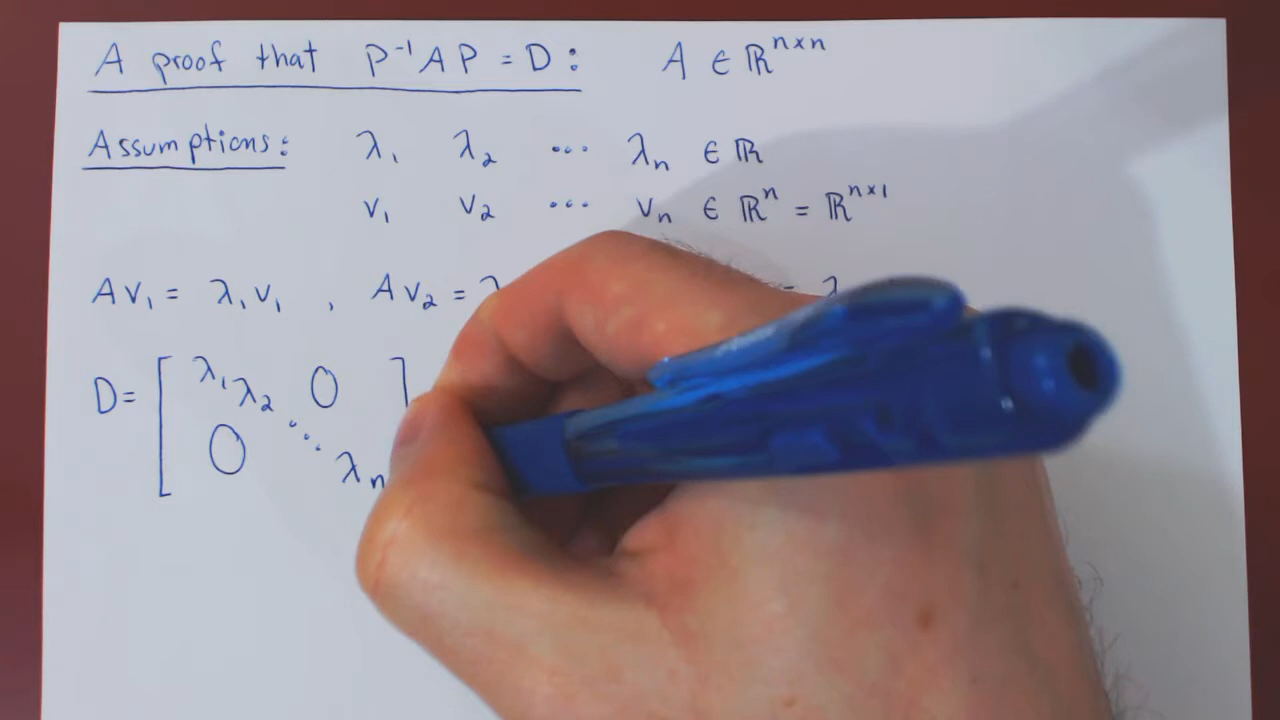 A proof that P⁻¹AP = D: A ∈ ℝⁿˣⁿ
Assumptions: λ₁ λ₂ ... λₙ ∈ ℝ
v₁ v₂ ... vₙ ∈ ℝⁿ = ℝⁿˣ¹
Av₁ = λ₁v₁ , Av₂ = λ = λ
D = [ λ₁ λ₂ 0 ]
0 ⋱ λₙ